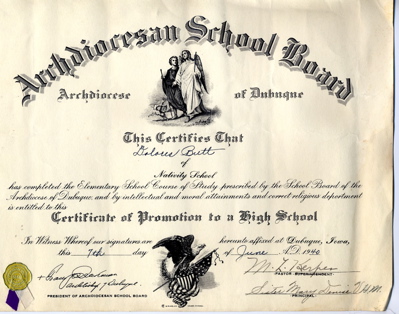 Archdiocesan School Board
Archdiocese of Dubuque
This Certifies That
Dolores Butt
of
Nativity School
has completed the Elementary School Course of Study prescribed by the School Board of the
Archdiocese of Dubuque; and by intellectual and moral attainments and correct religious deportment
is entitled to this
Certificate of Promotion to a High School
In Witness Whereof our signatures are hereunto affixed at Dubuque, Iowa,
this 7th day of June A.D. 1940
Archbishop of Dubuque
PRESIDENT OF ARCHDIOCESAN SCHOOL BOARD
PASTOR SUPERINTENDENT
Sister Mary
PRINCIPAL